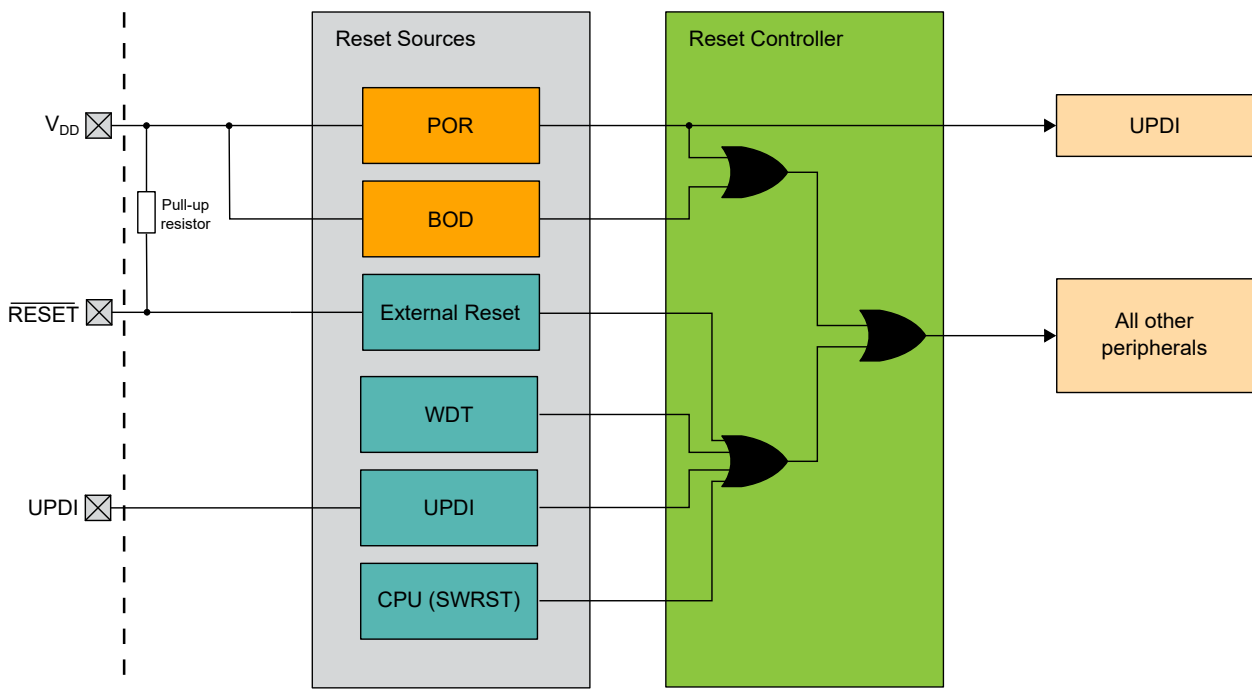 Reset Sources
Reset Controller
VDD
POR
UPDI
Pull-up
resistor
BOD
RESET
External Reset
All other
peripherals
WDT
UPDI
UPDI
CPU (SWRST)